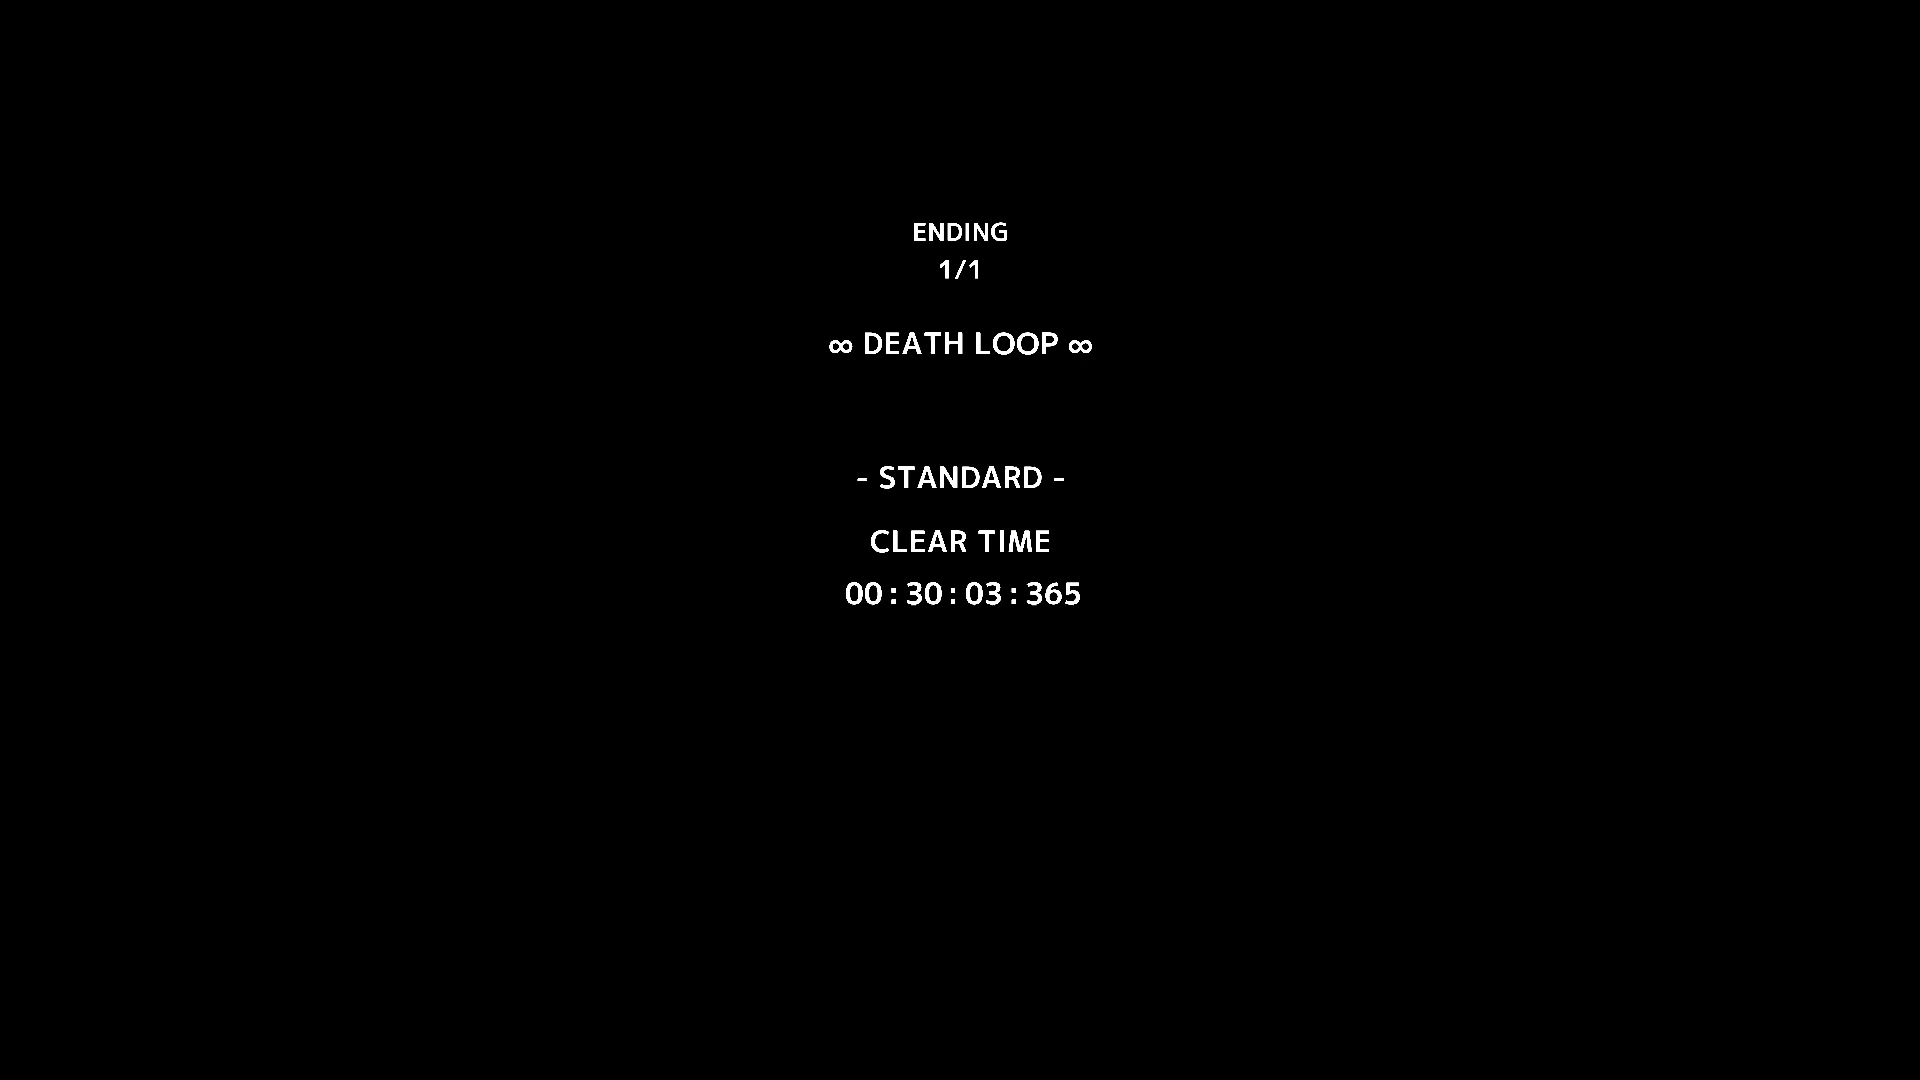 ENDING
1/1
∞ DEATH LOOP ∞
- STANDARD -
CLEAR TIME
00 : 30 : 03 : 365